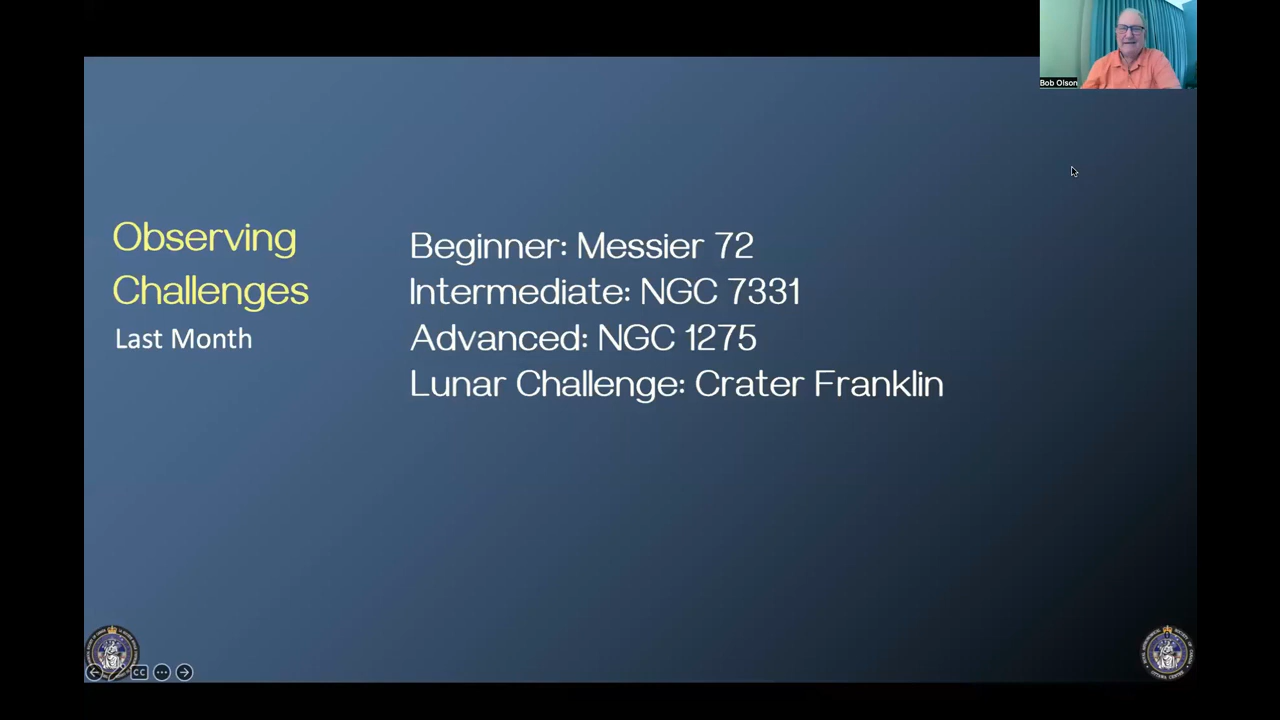 Bob Olson
Observing
Challenges
Last Month
Beginner: Messier 72
Intermediate: NGC 7331
Advanced: NGC 1275
Lunar Challenge: Crater Franklin
CC